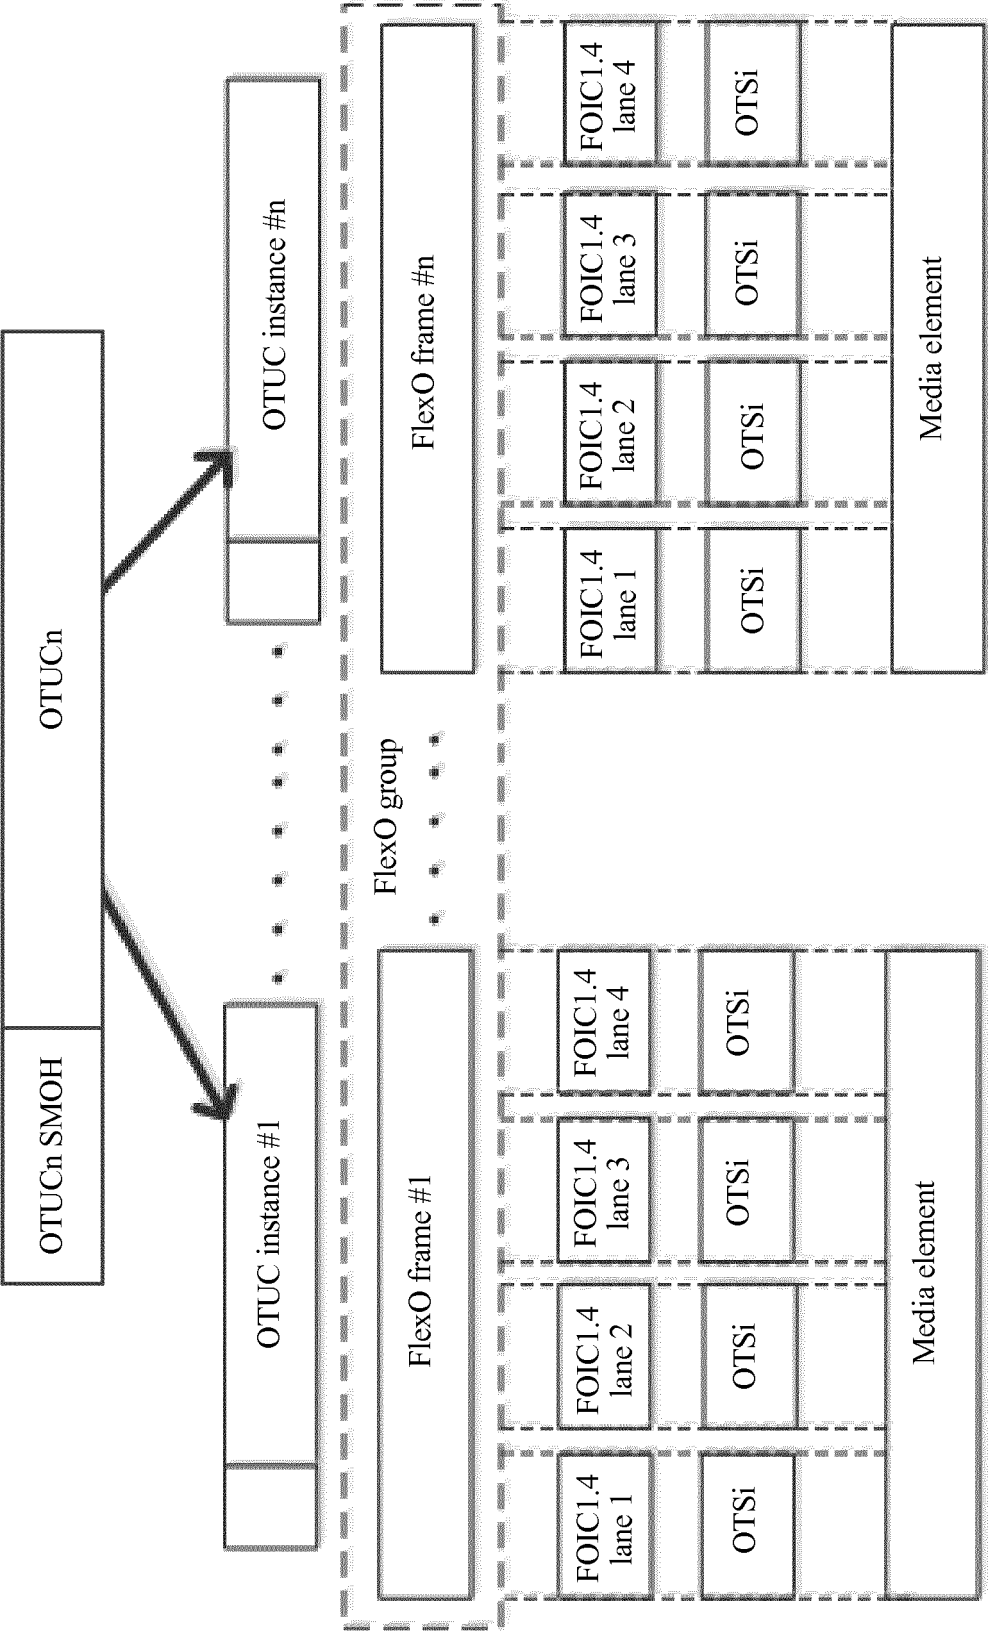 OTUCn SMOH
OTUCn
OTUC instance #1
OTUC instance #n
FlexO group
FlexO frame #1
FlexO frame #n
FOIC1.4
lane 1
FOIC1.4
lane 2
FOIC1.4
lane 3
FOIC1.4
lane 4
FOIC1.4
lane 1
FOIC1.4
lane 2
FOIC1.4
lane 3
FOIC1.4
lane 4
OTSi
OTSi
OTSi
OTSi
OTSi
OTSi
OTSi
OTSi
Media element
Media element